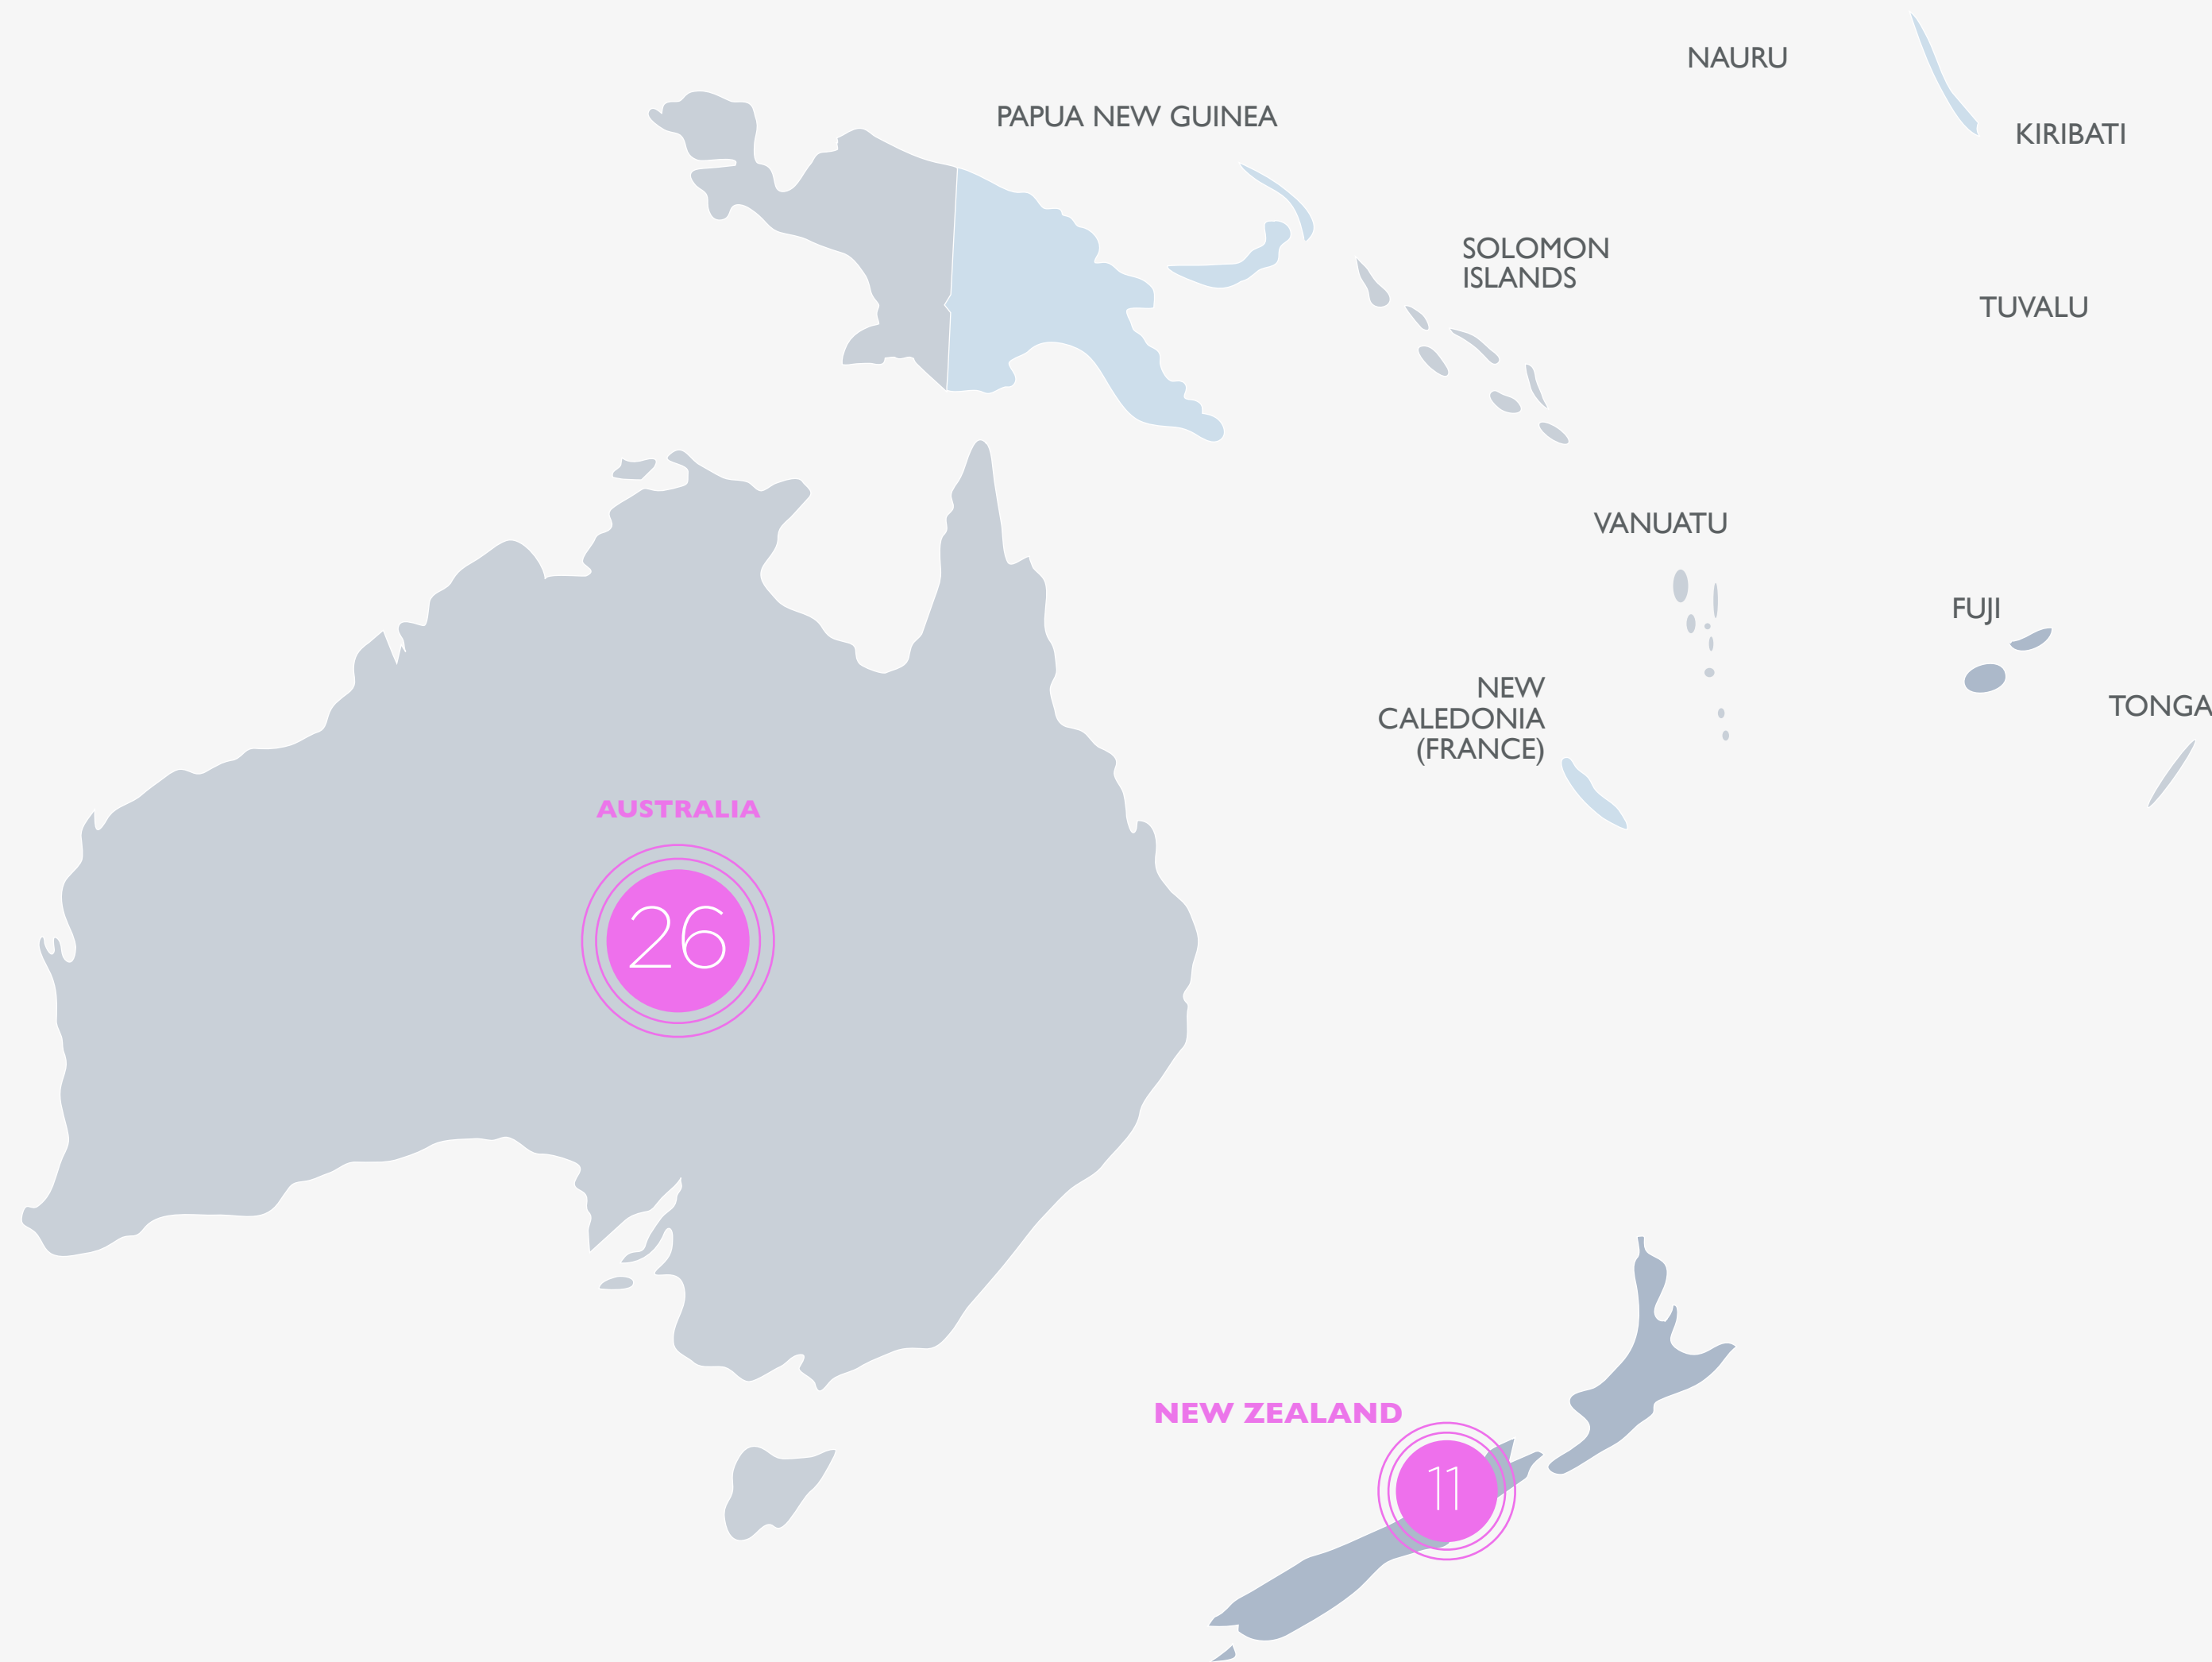 NAURU
PAPUA NEW GUINEA
KIRIBATI
SOLOMON
ISLANDS
TUVALU
VANUATU
FUJI
NEW
CALEDONIA
(FRANCE)
TONGA
AUSTRALIA
26
NEW ZEALAND
11